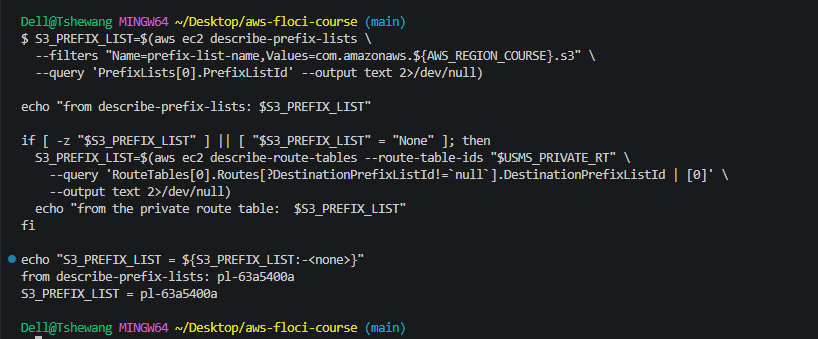 Dell@Tshewang MINGW64 ~/Desktop/aws-floci-course (main)
$ S3_PREFIX_LIST=$(aws ec2 describe-prefix-lists \
  --filters "Name=prefix-list-name,Values=com.amazonaws.${AWS_REGION_COURSE}.s3" \
  --query 'PrefixLists[0].PrefixListId' --output text 2>/dev/null)

echo "from describe-prefix-lists: $S3_PREFIX_LIST"

if [ -z "$S3_PREFIX_LIST" ] || [ "$S3_PREFIX_LIST" = "None" ]; then
  S3_PREFIX_LIST=$(aws ec2 describe-route-tables --route-table-ids "$USMS_PRIVATE_RT" \
    --query 'RouteTables[0].Routes[?DestinationPrefixListId!=`null`].DestinationPrefixListId | [0]' \
    --output text 2>/dev/null)
  echo "from the private route table:  $S3_PREFIX_LIST"
fi

echo "S3_PREFIX_LIST = ${S3_PREFIX_LIST:-<none>}"
from describe-prefix-lists: pl-63a5400a
S3_PREFIX_LIST = pl-63a5400a

Dell@Tshewang MINGW64 ~/Desktop/aws-floci-course (main)